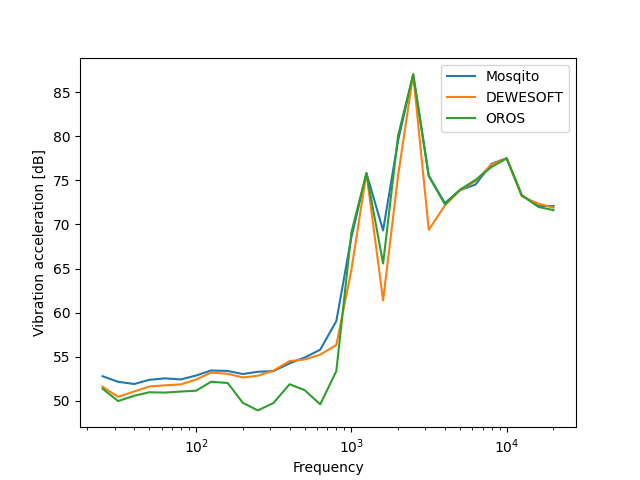 Mosqito
DEWESOFT
OROS
85
80
75
70
65
60
55
50
10²
10³
10⁴
Vibration acceleration [dB]
Frequency